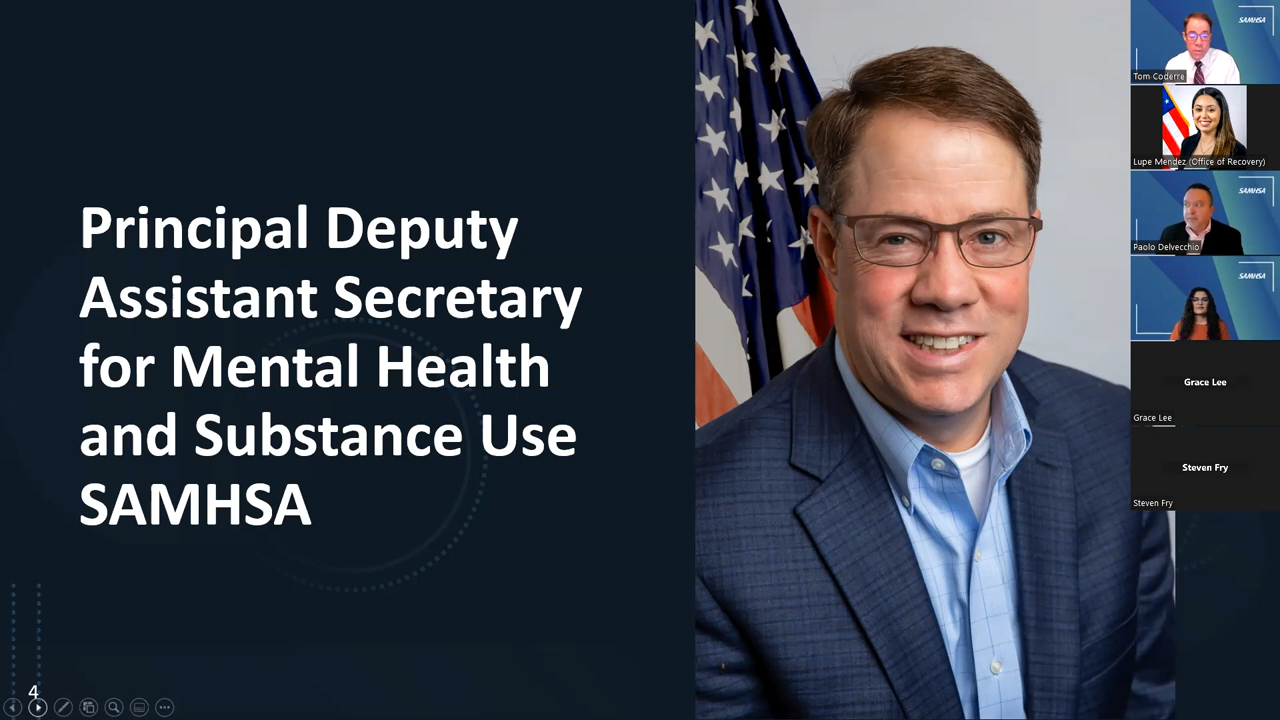 Principal Deputy
Assistant Secretary
for Mental Health
and Substance Use
SAMHSA
4
SAMHSA
Tom Coderre
Lupe Mendez (Office of Recovery)
SAMHSA
Paolo Delvecchio
SAMHSA
Grace Lee
Grace Lee
Steven Fry
Steven Fry